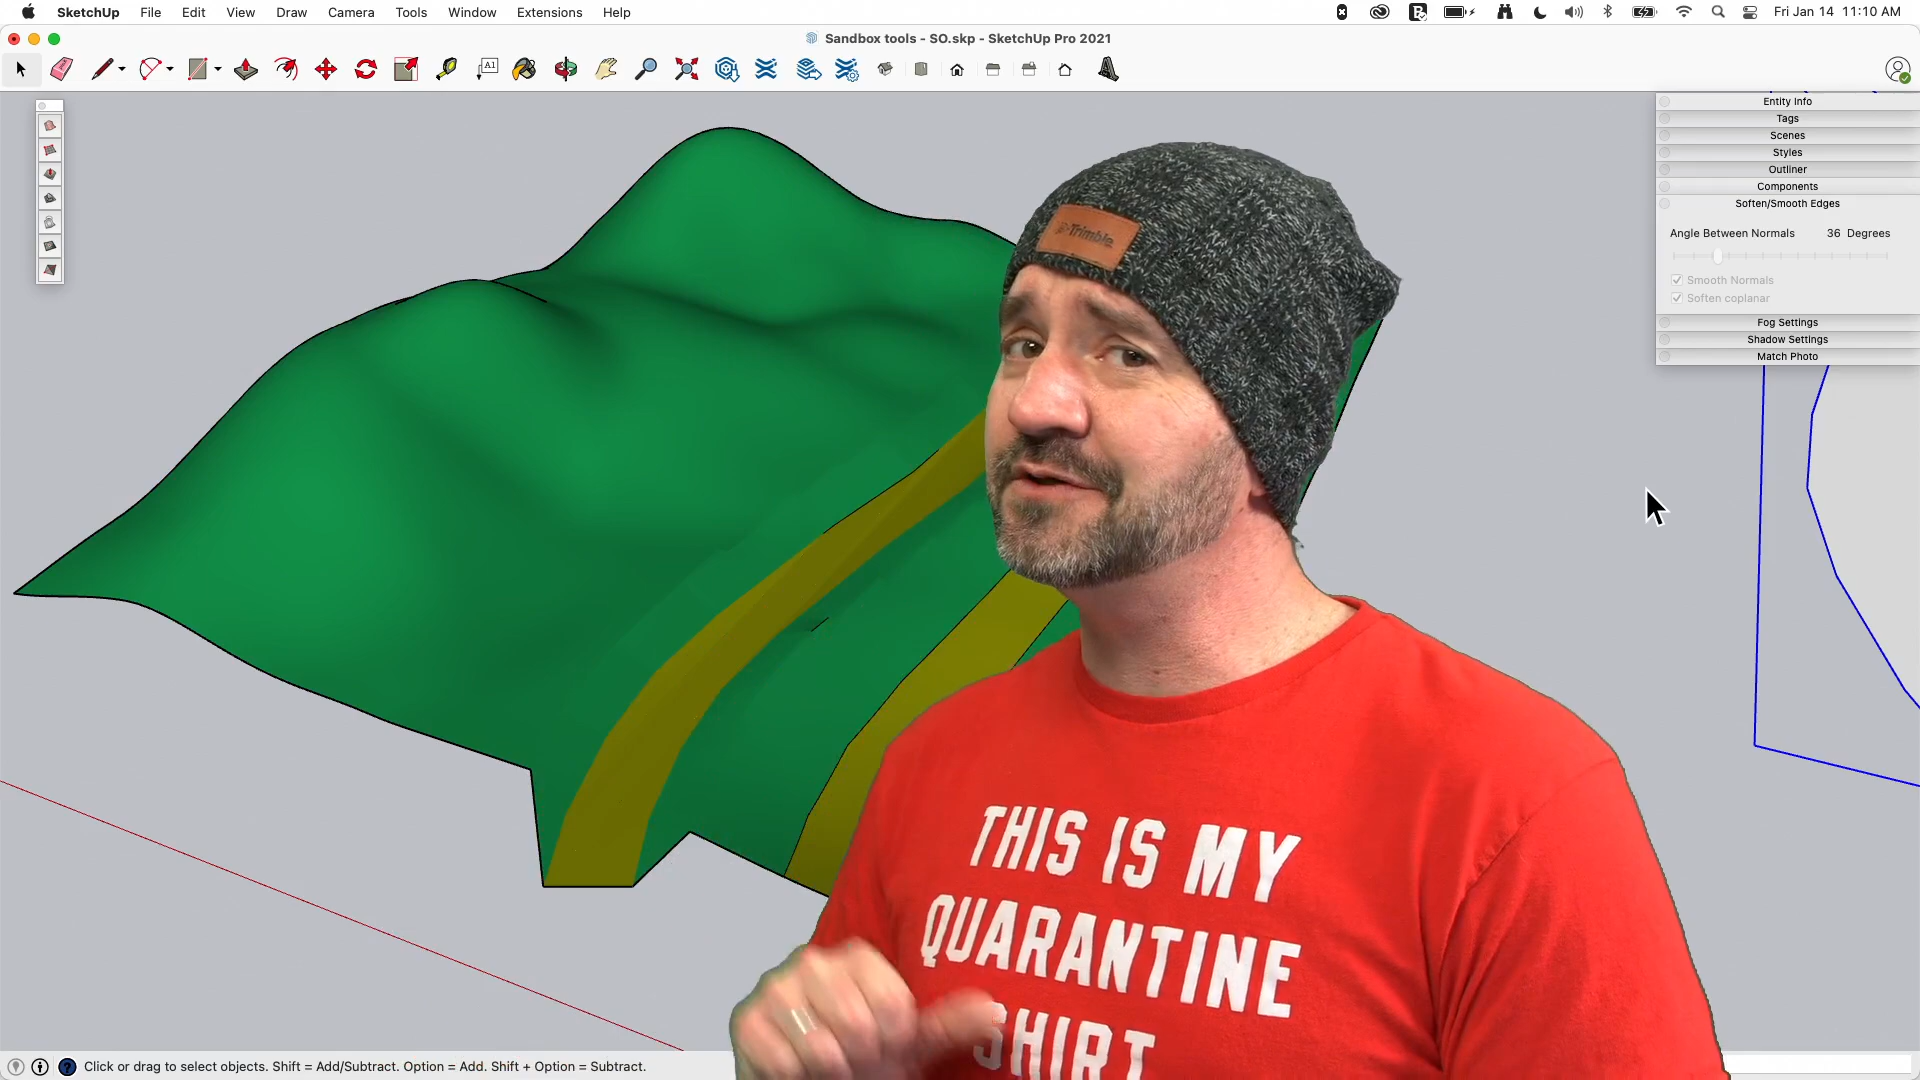 SketchUp File Edit View Draw Camera Tools Window Extensions Help Fri Jan 14 11:10 AM
Sandbox tools - SO.skp - SketchUp Pro 2021
A1
Entity Info
Tags
Scenes
Styles
Outliner
Components
Soften/Smooth Edges
Angle Between Normals 36 Degrees
Smooth Normals
Soften coplanar
Fog Settings
Shadow Settings
Match Photo
Trimble
THIS IS MY
QUARANTINE
SHIRT
Click or drag to select objects. Shift = Add/Subtract. Option = Add. Shift + Option = Subtract.